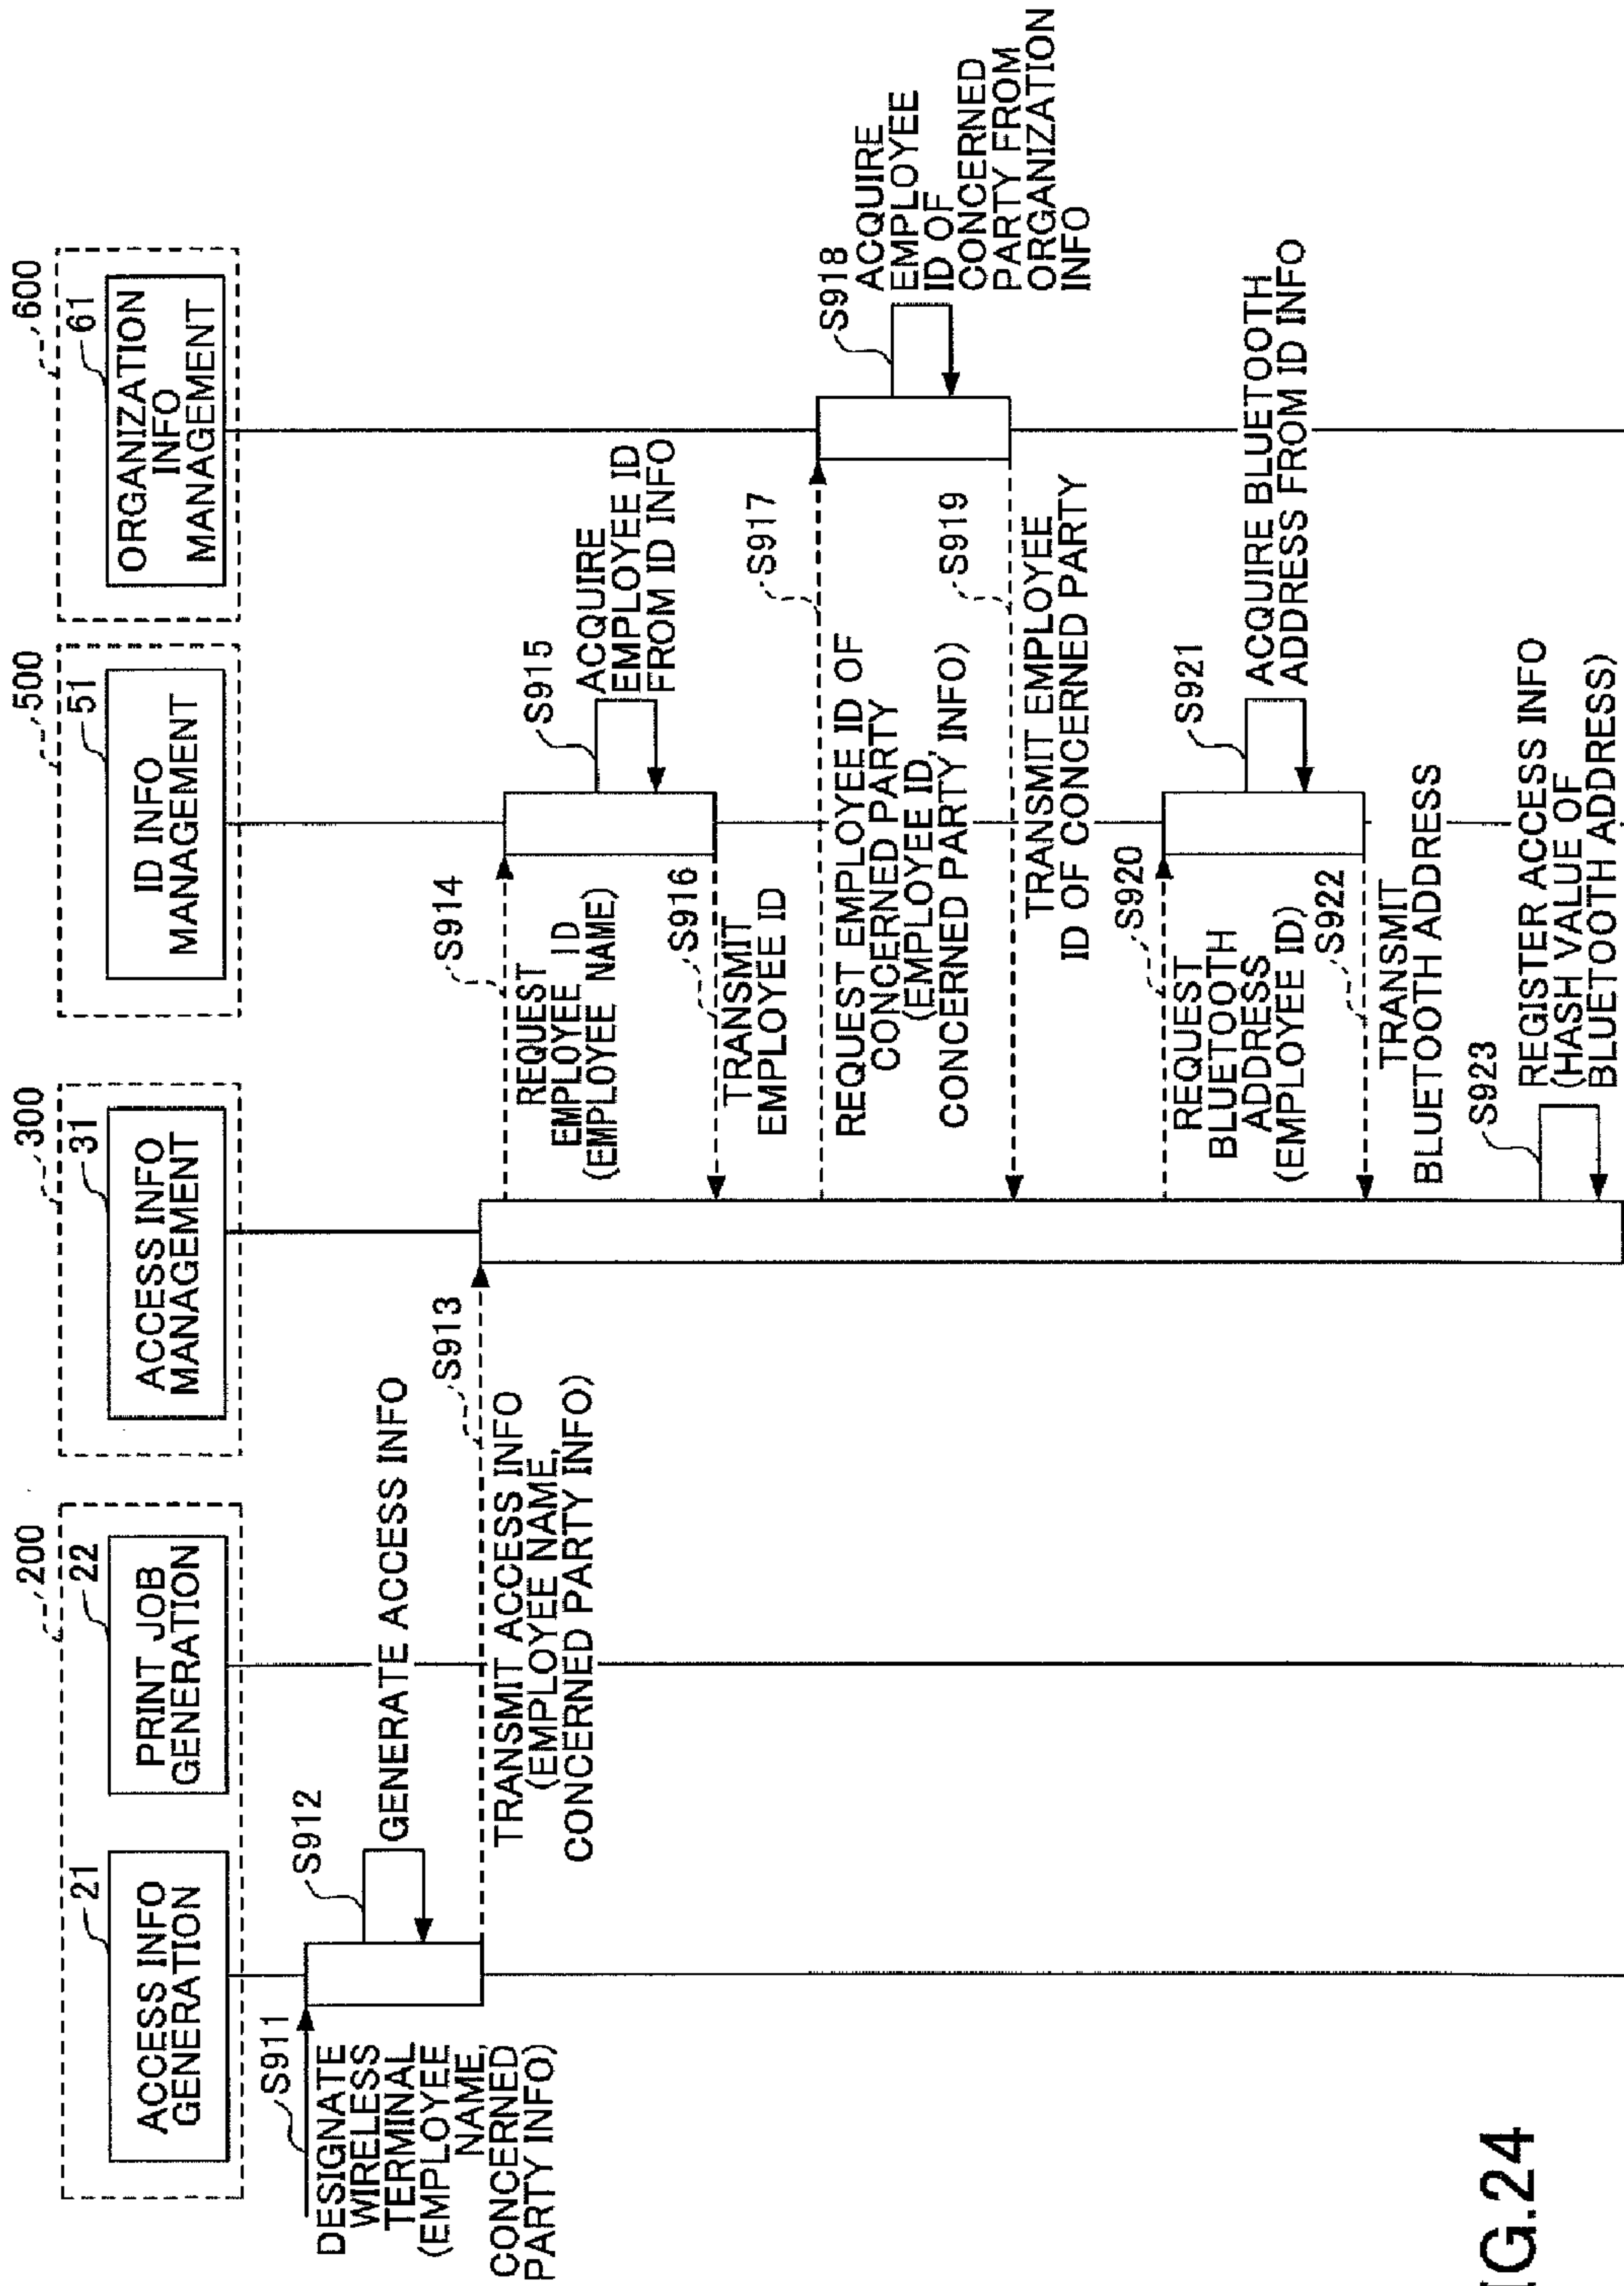 200
21
ACCESS INFO
GENERATION
22
PRINT JOB
GENERATION
300
31
ACCESS INFO
MANAGEMENT
500
51
ID INFO
MANAGEMENT
600
61
ORGANIZATION
INFO
MANAGEMENT
S911
DESIGNATE
WIRELESS
TERMINAL
(EMPLOYEE
NAME,
CONCERNED
PARTY INFO)
S912
GENERATE ACCESS INFO
S913
TRANSMIT ACCESS INFO
(EMPLOYEE NAME,
CONCERNED PARTY INFO)
S914
REQUEST
EMPLOYEE ID
(EMPLOYEE NAME)
S915
ACQUIRE
EMPLOYEE ID
FROM ID INFO
S916
TRANSMIT
EMPLOYEE ID
S917
REQUEST EMPLOYEE ID OF
CONCERNED PARTY
(EMPLOYEE ID,
CONCERNED PARTY INFO)
S918
ACQUIRE
EMPLOYEE
ID OF
CONCERNED
PARTY FROM
ORGANIZATION
INFO
S919
TRANSMIT EMPLOYEE
ID OF CONCERNED PARTY
S920
REQUEST
BLUETOOTH
ADDRESS
(EMPLOYEE ID)
S921
ACQUIRE BLUETOOTH
ADDRESS FROM ID INFO
S922
TRANSMIT
BLUETOOTH ADDRESS
S923
REGISTER ACCESS INFO
(HASH VALUE OF
BLUETOOTH ADDRESS)
IG.24